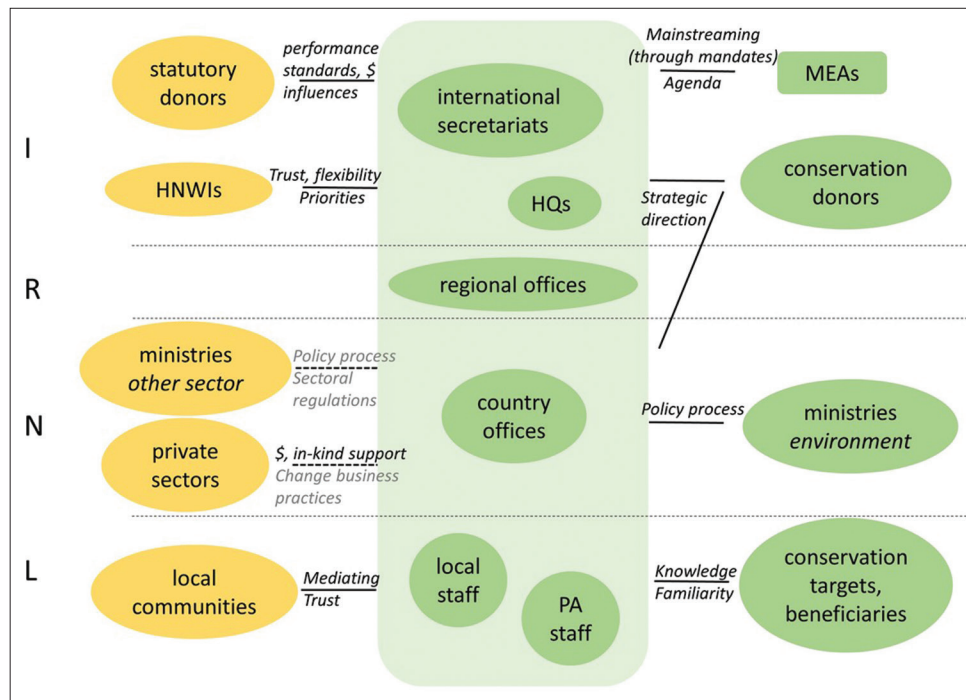 I
statutory
donors
performance
standards, $
influences
international
secretariats
Mainstreaming
(through mandates)
Agenda
MEAs
HNWIs
Trust, flexibility
Priorities
HQs
Strategic
direction
conservation
donors
R
regional offices
N
ministries
other sector
Policy process
Sectoral
regulations
private
sectors
$, in-kind support
Change business
practices
country
offices
Policy process
ministries
environment
L
local
communities
Mediating
Trust
local
staff
PA
staff
Knowledge
Familiarity
conservation
targets,
beneficiaries